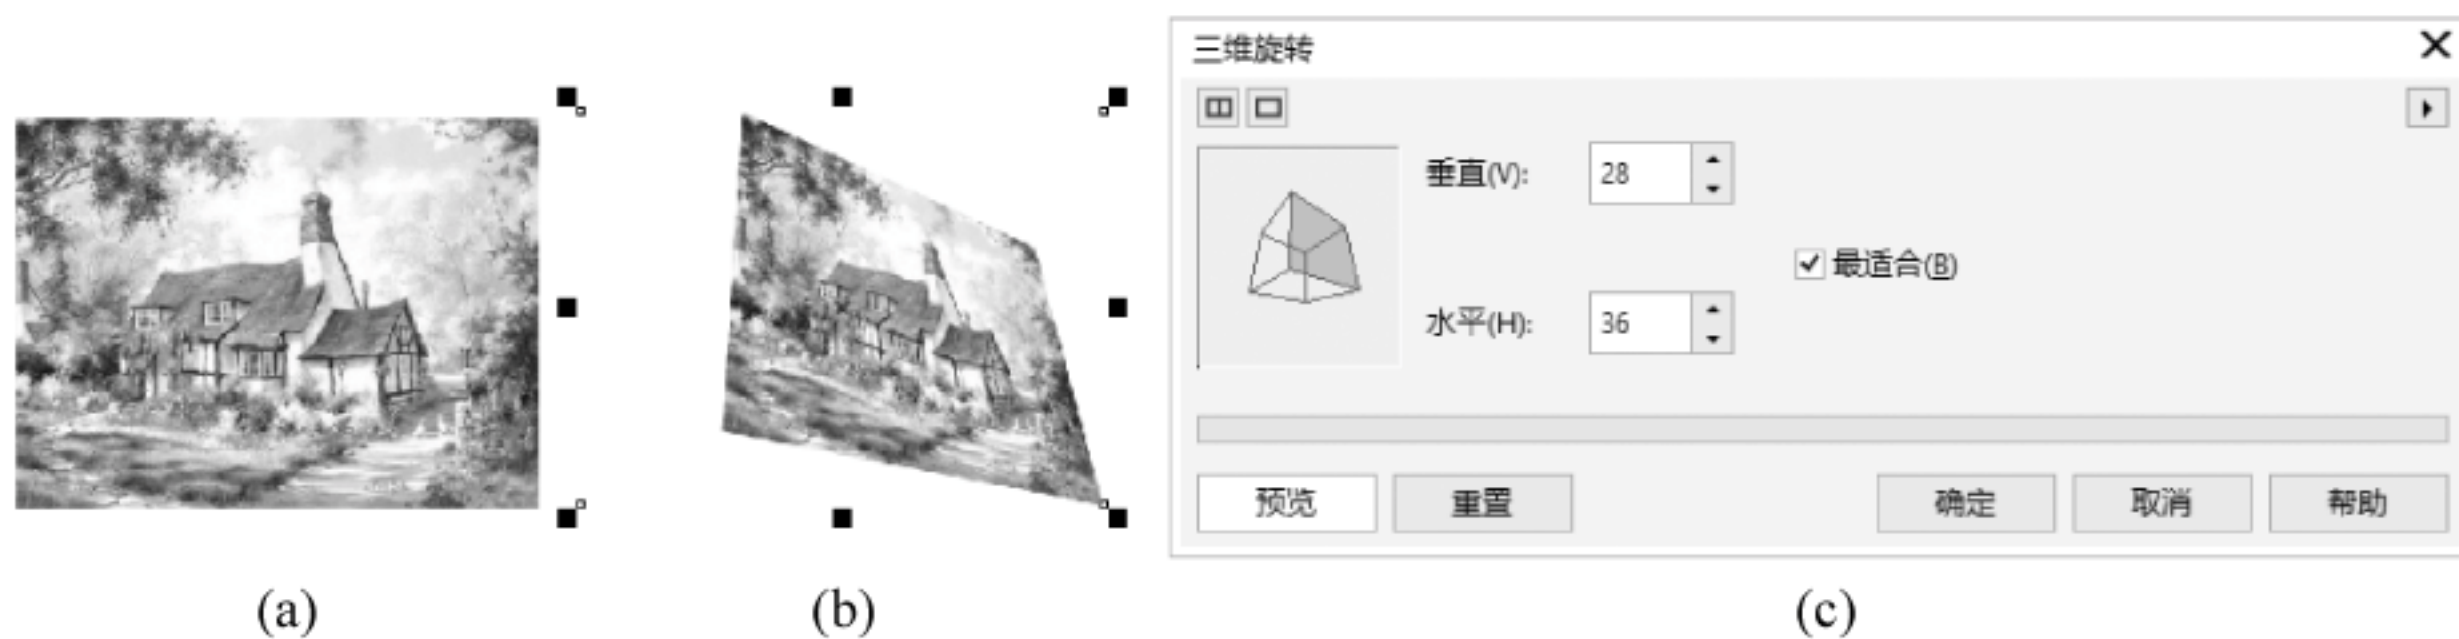 三维旋转
垂直(V): 28
最适合(B)
水平(H): 36
预览 重置 确定 取消 帮助
(a) (b) (c)